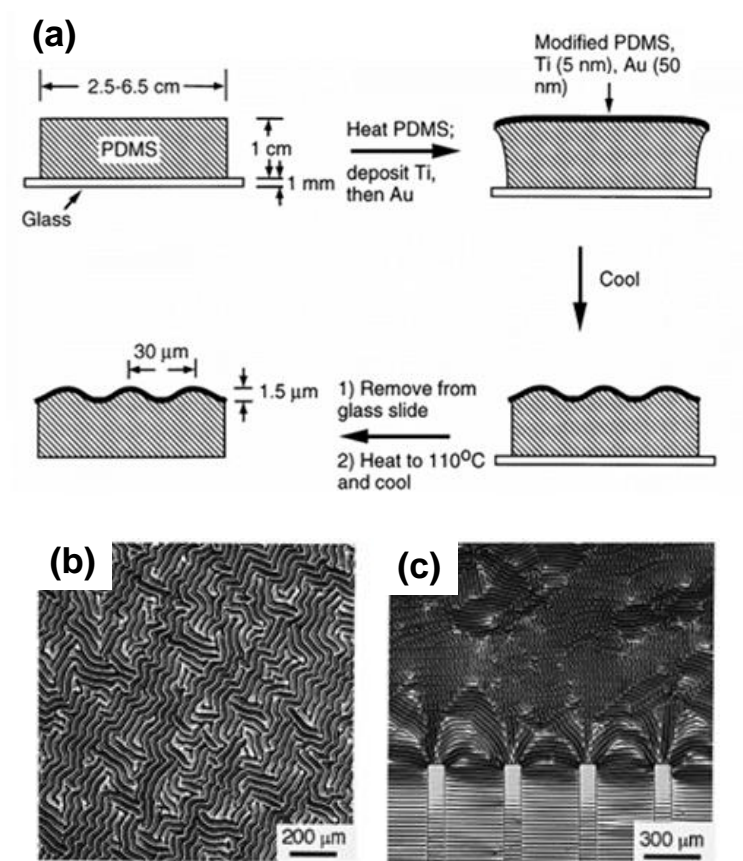 (a)
2.5-6.5 cm
PDMS
1 cm
1 mm
Glass
Heat PDMS;
deposit Ti,
then Au
Modified PDMS,
Ti (5 nm), Au (50
nm)
Cool
30 μm
1.5 μm
1) Remove from
glass slide
2) Heat to 110ºC
and cool
(b)
200 μm
(c)
300 μm